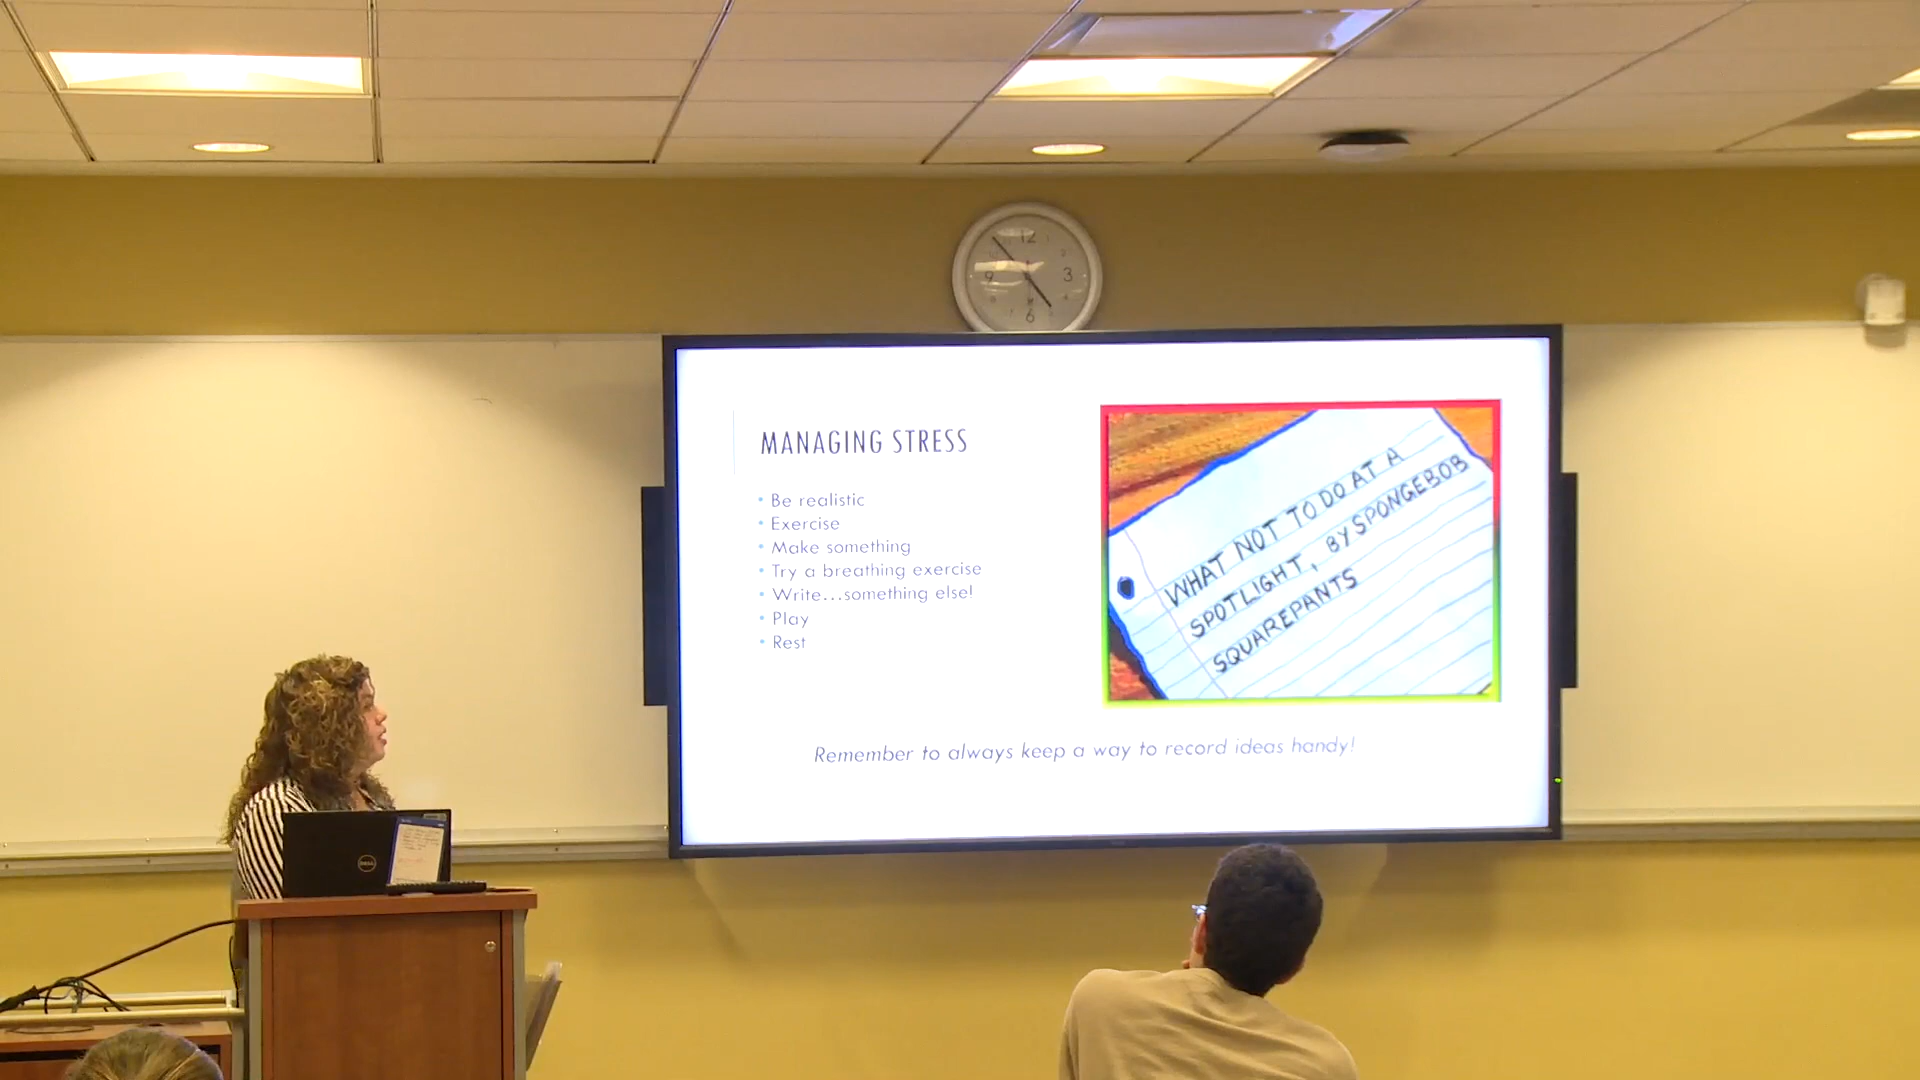 12
3
9
6
MANAGING STRESS
• Be realistic
• Exercise
• Make something
• Try a breathing exercise
• Write...something else!
• Play
• Rest
WHAT NOT TO DO AT A
SPOTLIGHT, BY SPONGEBOB
SQUAREPANTS
Remember to always keep a way to record ideas handy!
DELL